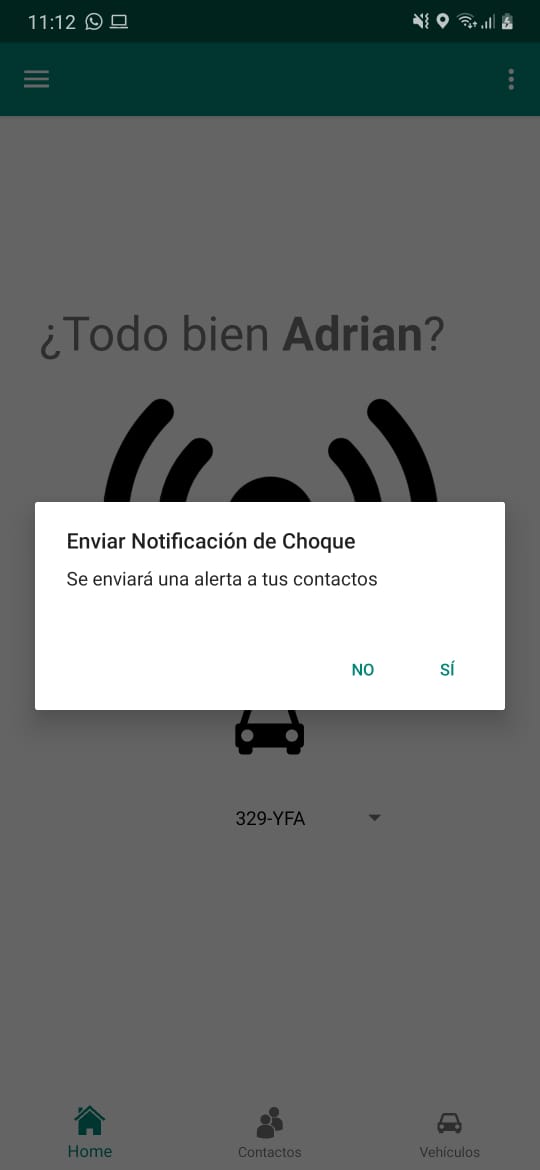 11:12
¿Todo bien Adrian?
Enviar Notificación de Choque
Se enviará una alerta a tus contactos
NO SÍ
329-YFA
Home Contactos Vehículos